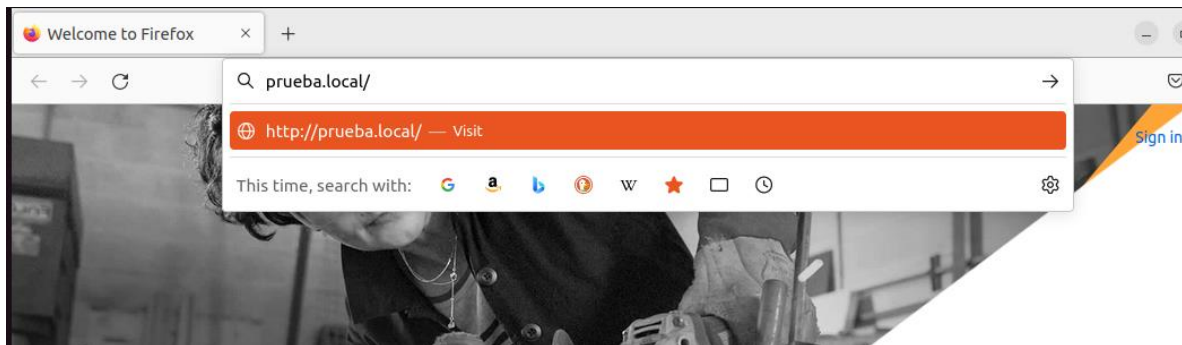 Welcome to Firefox
prueba.local/
http://prueba.local/ — Visit
Sign in
This time, search with: